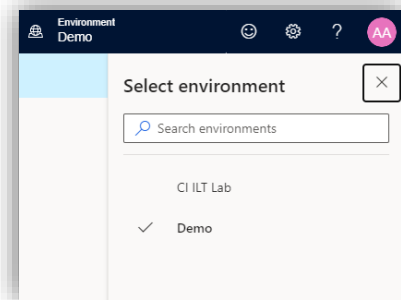 Environment
Demo
?
AA
Select environment
Search environments
CI ILT Lab
Demo